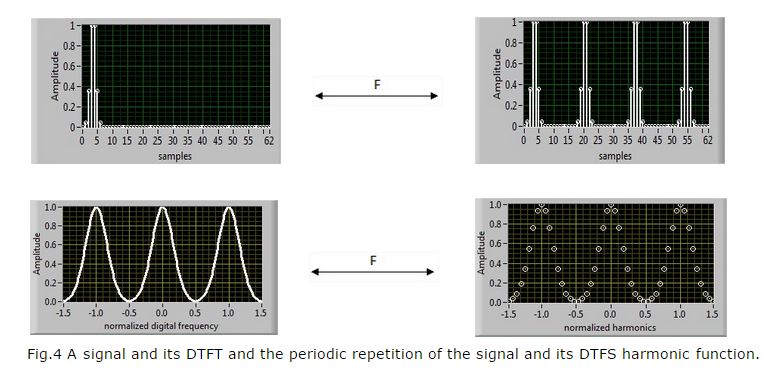 Amplitude
1-
0.8-
0.6-
0.4-
0.2-
0-
0 5 10 15 20 25 30 35 40 45 50 55 62
samples
F
Amplitude
1-
0.8-
0.6-
0.4-
0.2-
0-
0 5 10 15 20 25 30 35 40 45 50 55 62
samples
Amplitude
1.0-
0.8-
0.6-
0.4-
0.2-
0.0-
-1.5 -1.0 -0.5 0.0 0.5 1.0 1.5
normalized digital frequency
F
Amplitude
1.0-
0.8-
0.6-
0.4-
0.2-
0.0-
-1.5 -1.0 -0.5 0.0 0.5 1.0 1.5
normalized harmonics
Fig.4 A signal and its DTFT and the periodic repetition of the signal and its DTFS harmonic function.